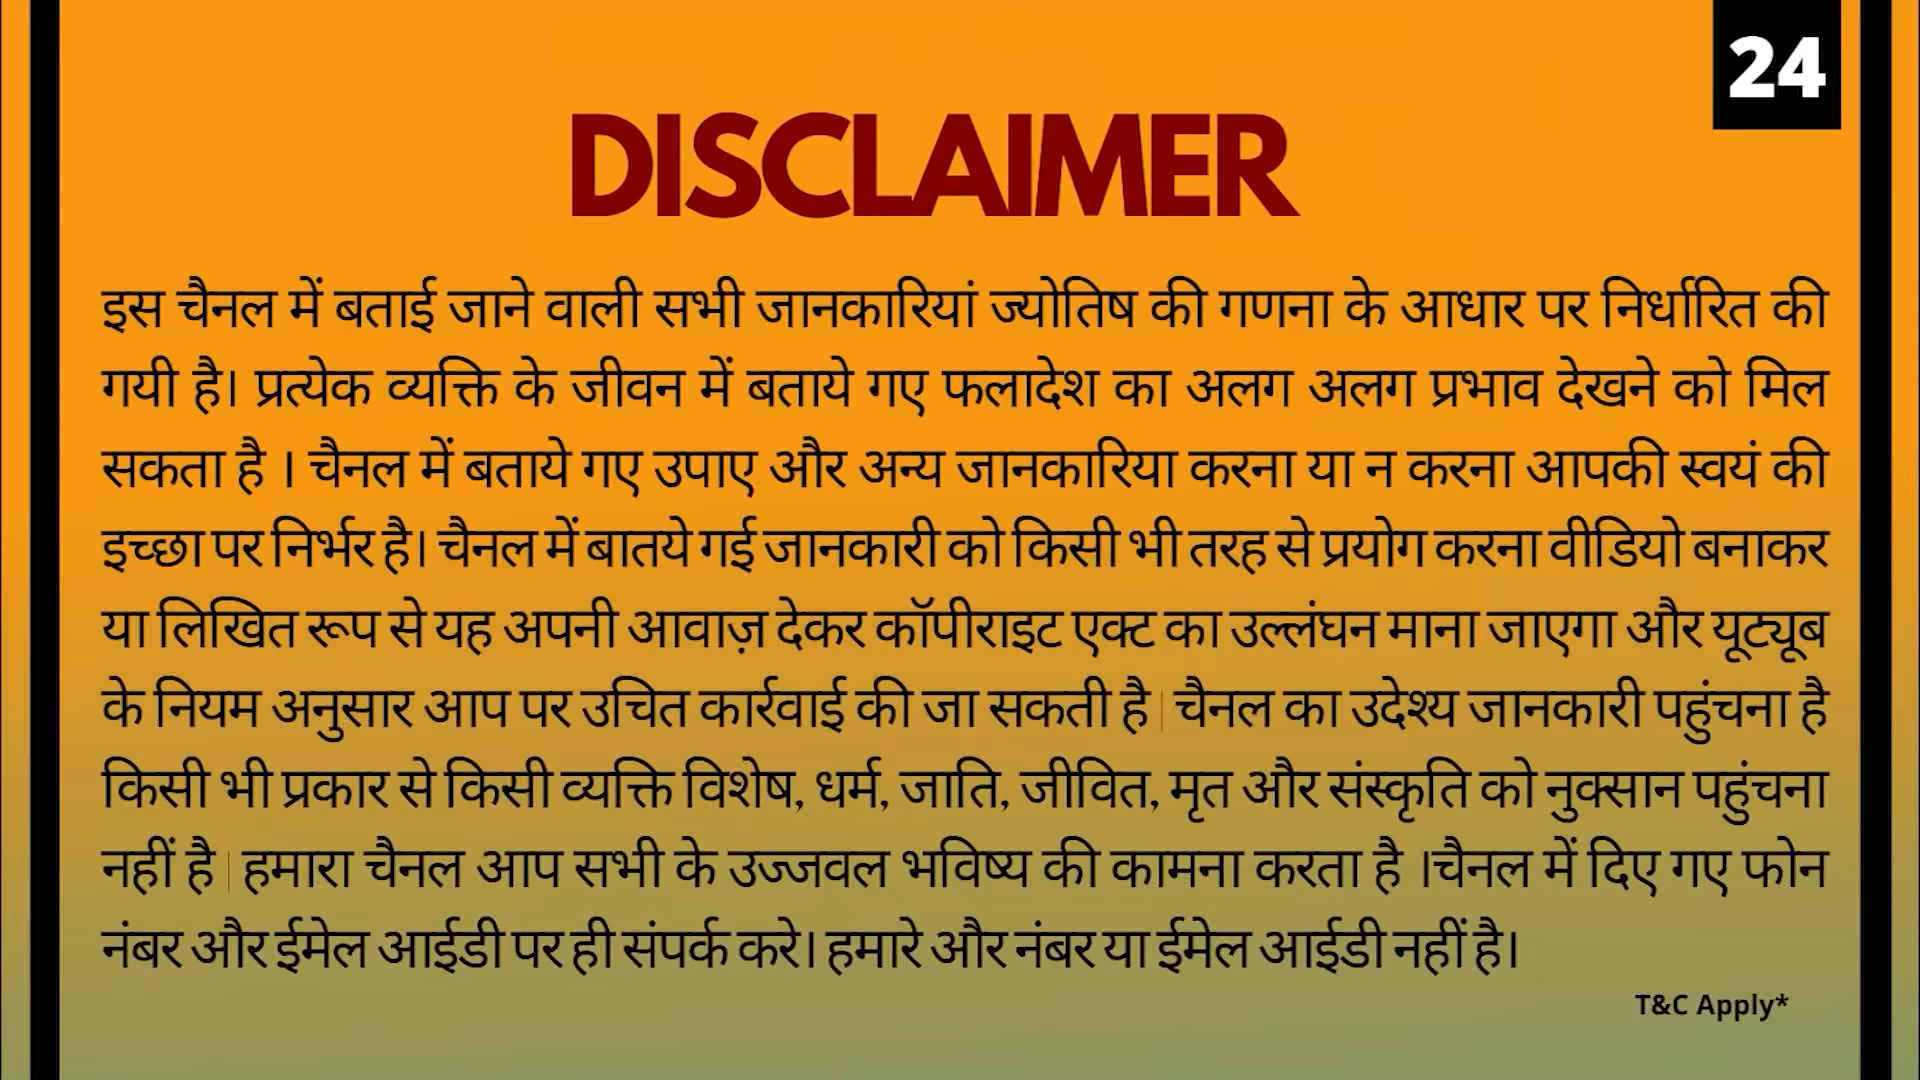 24
DISCLAIMER
इस चैनल में बताई जाने वाली सभी जानकारियां ज्योतिष की गणना के आधार पर निर्धारित की
गयी है। प्रत्येक व्यक्ति के जीवन में बताये गए फलादेश का अलग अलग प्रभाव देखने को मिल
सकता है । चैनल में बताये गए उपाए और अन्य जानकारिया करना या न करना आपकी स्वयं की
इच्छा पर निर्भर है। चैनल में बातये गई जानकारी को किसी भी तरह से प्रयोग करना वीडियो बनाकर
या लिखित रूप से यह अपनी आवाज़ देकर कॉपीराइट एक्ट का उल्लंघन माना जाएगा और यूट्यूब
के नियम अनुसार आप पर उचित कार्रवाई की जा सकती है | चैनल का उदेश्य जानकारी पहुंचना है
किसी भी प्रकार से किसी व्यक्ति विशेष, धर्म, जाति, जीवित, मृत और संस्कृति को नुक्सान पहुंचना
नहीं है | हमारा चैनल आप सभी के उज्जवल भविष्य की कामना करता है ।चैनल में दिए गए फोन
नंबर और ईमेल आईडी पर ही संपर्क करे। हमारे और नंबर या ईमेल आईडी नहीं है।
T&C Apply*